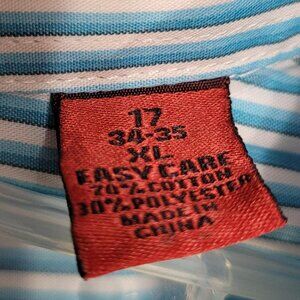 17
34-35
XL
EASY CARE
70% COTTON
30% POLYESTER
MADE IN
CHINA